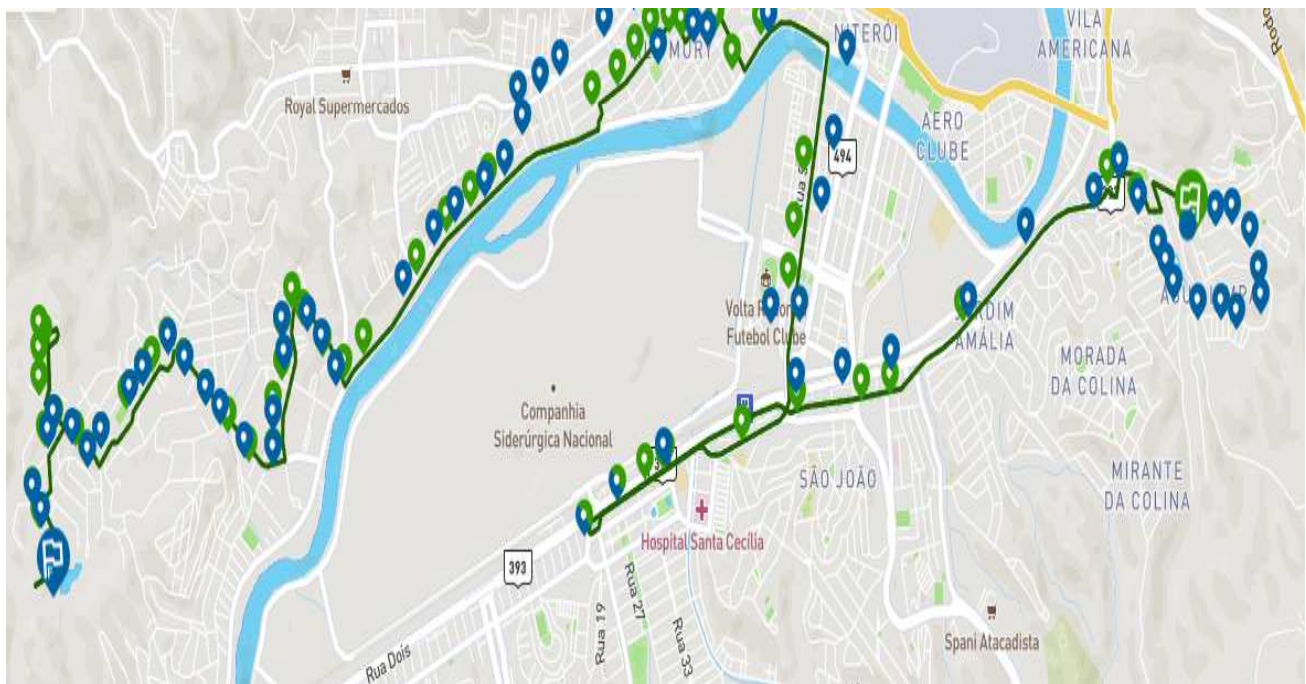 VILA
AMERICANA
NITERÓI
Royal Supermercados
AERO
CLUBE
494
Volta
Futebol Clube
JARDIM
AMÁLIA
MORADA
DA COLINA
Companhia
Siderúrgica Nacional
MIRANTE
DA COLINA
SÃO JOÃO
Hospital Santa Cecília
393
Rua 19
Rua 27
Rua 33
Rua Dois
Spani Atacadista